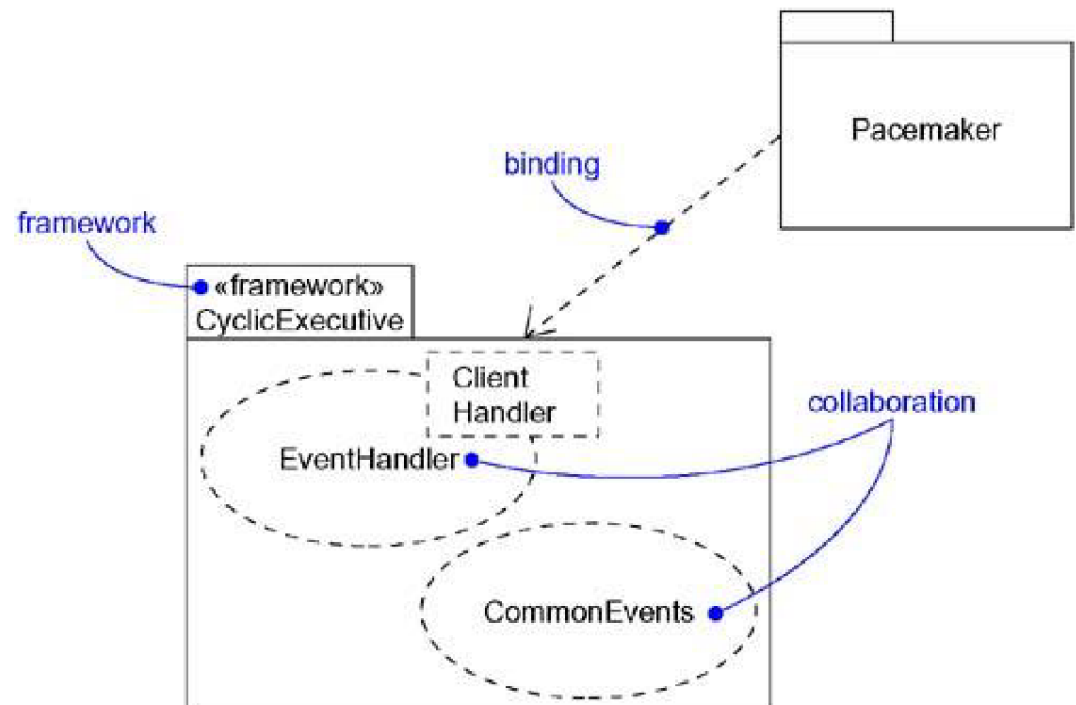 Pacemaker
binding
framework
«framework»
CyclicExecutive
Client
Handler
collaboration
EventHandler
CommonEvents